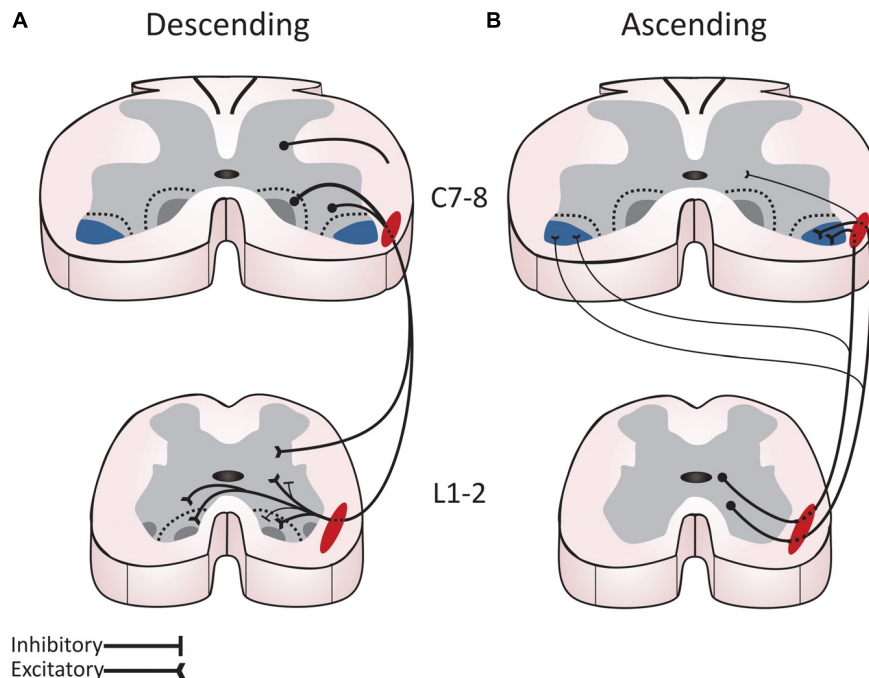 A
Descending
B
Ascending
C7-8
L1-2
Inhibitory
Excitatory